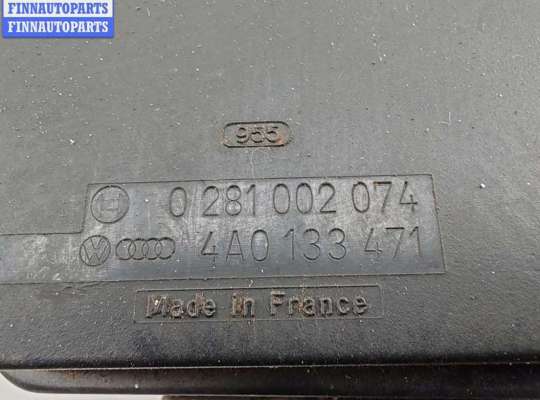 FINNAUTOPARTS
FINNAUTOPARTS
955
0 281 002 074
4A0 133 471
Made in France